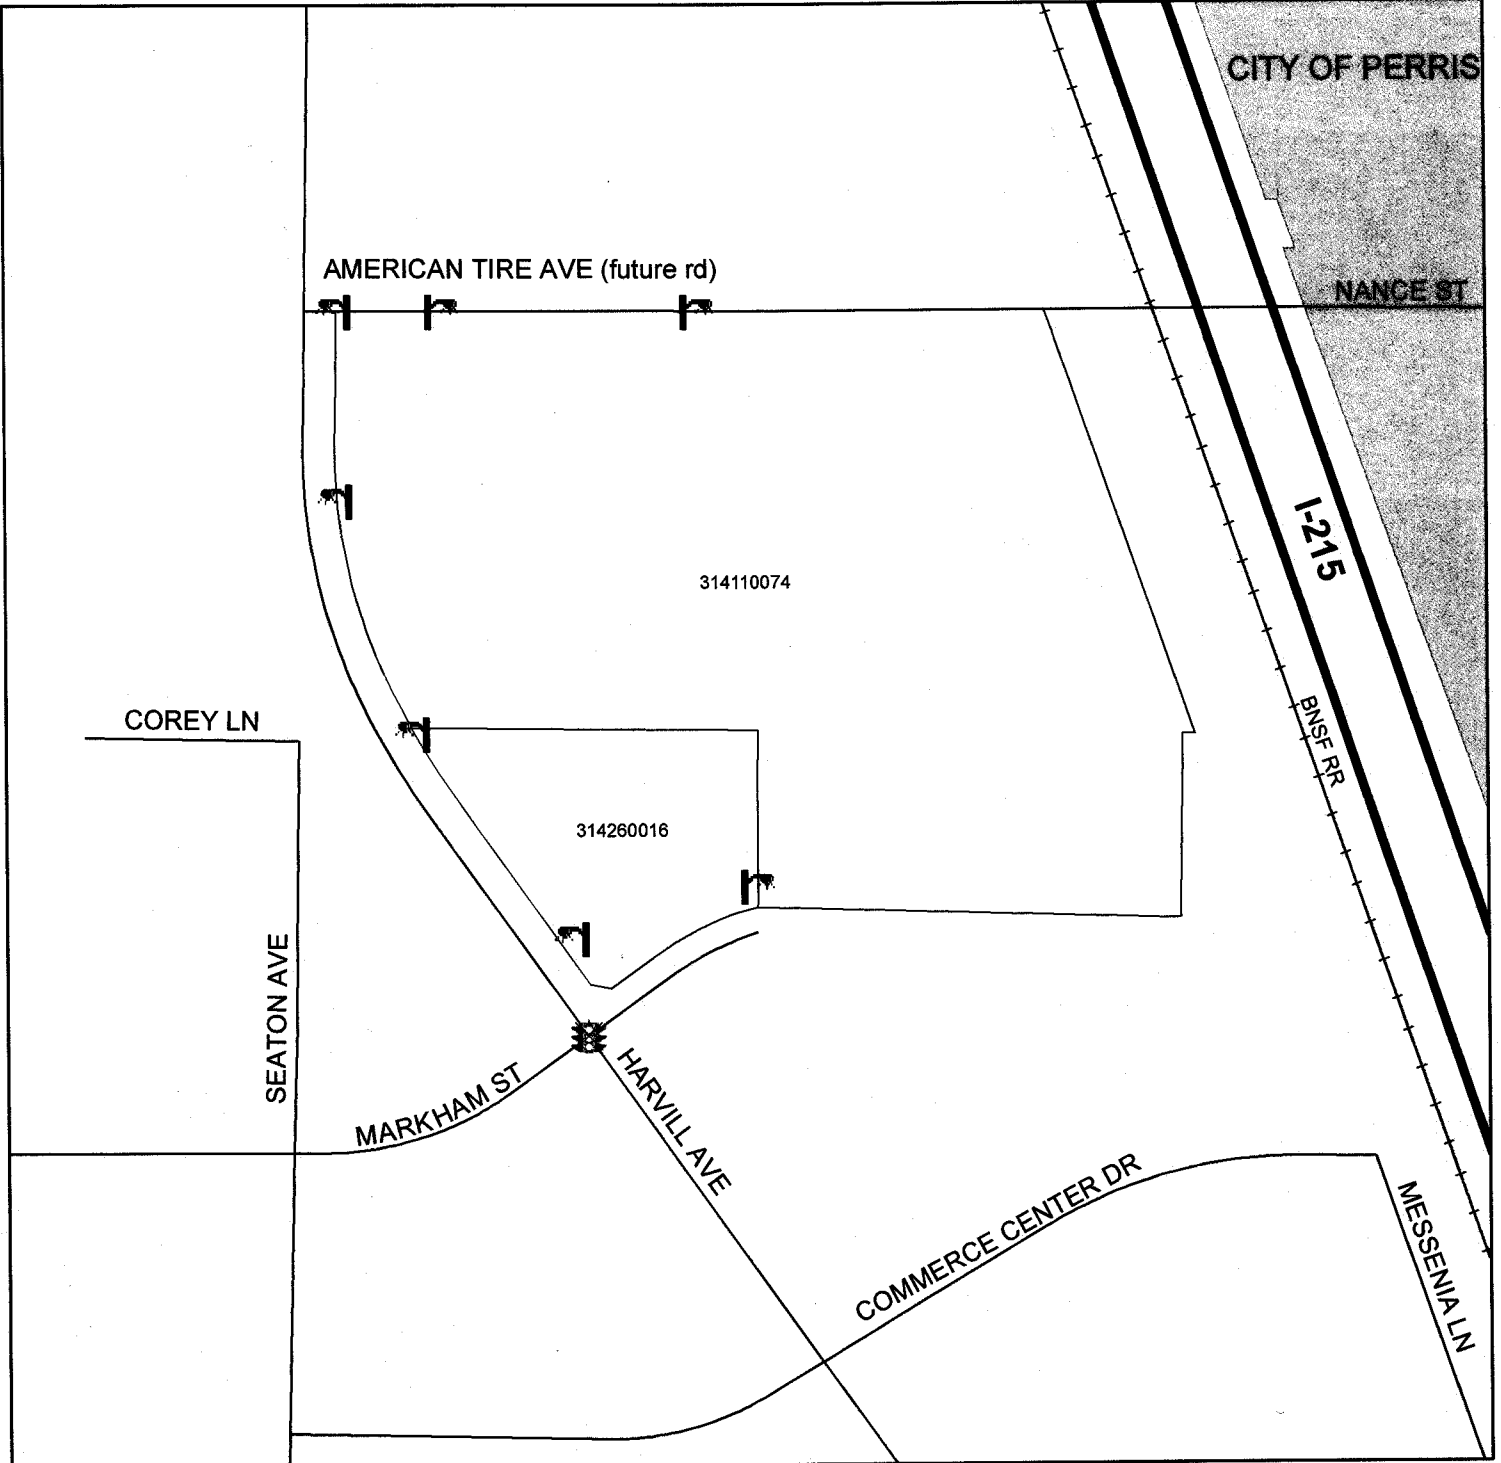 CITY OF PERRIS
AMERICAN TIRE AVE (future rd)
NANCE ST
I-215
314110074
BNSF RR
COREY LN
314260016
SEATON AVE
MARKHAM ST
HARVILL AVE
COMMERCE CENTER DR
MESSENIA LN